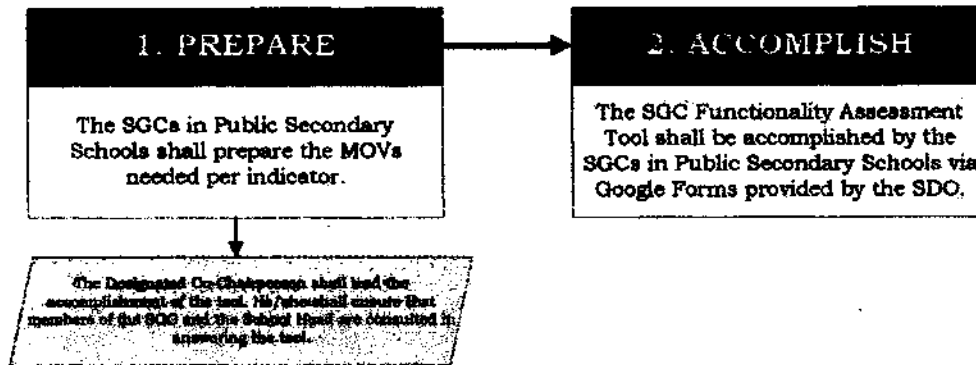 1. PREPARE
The SGCs in Public Secondary
Schools shall prepare the MOVs
needed per indicator.
2. ACCOMPLISH
The SGC Functionality Assessment
Tool shall be accomplished by the
SGCs in Public Secondary Schools via
Google Forms provided by the SDO.
The Designated Co-Chairperson shall lead the
accomplishment of the tool. He/she shall ensure that
members of the SGC and the School Head are consulted in
answering the tool.